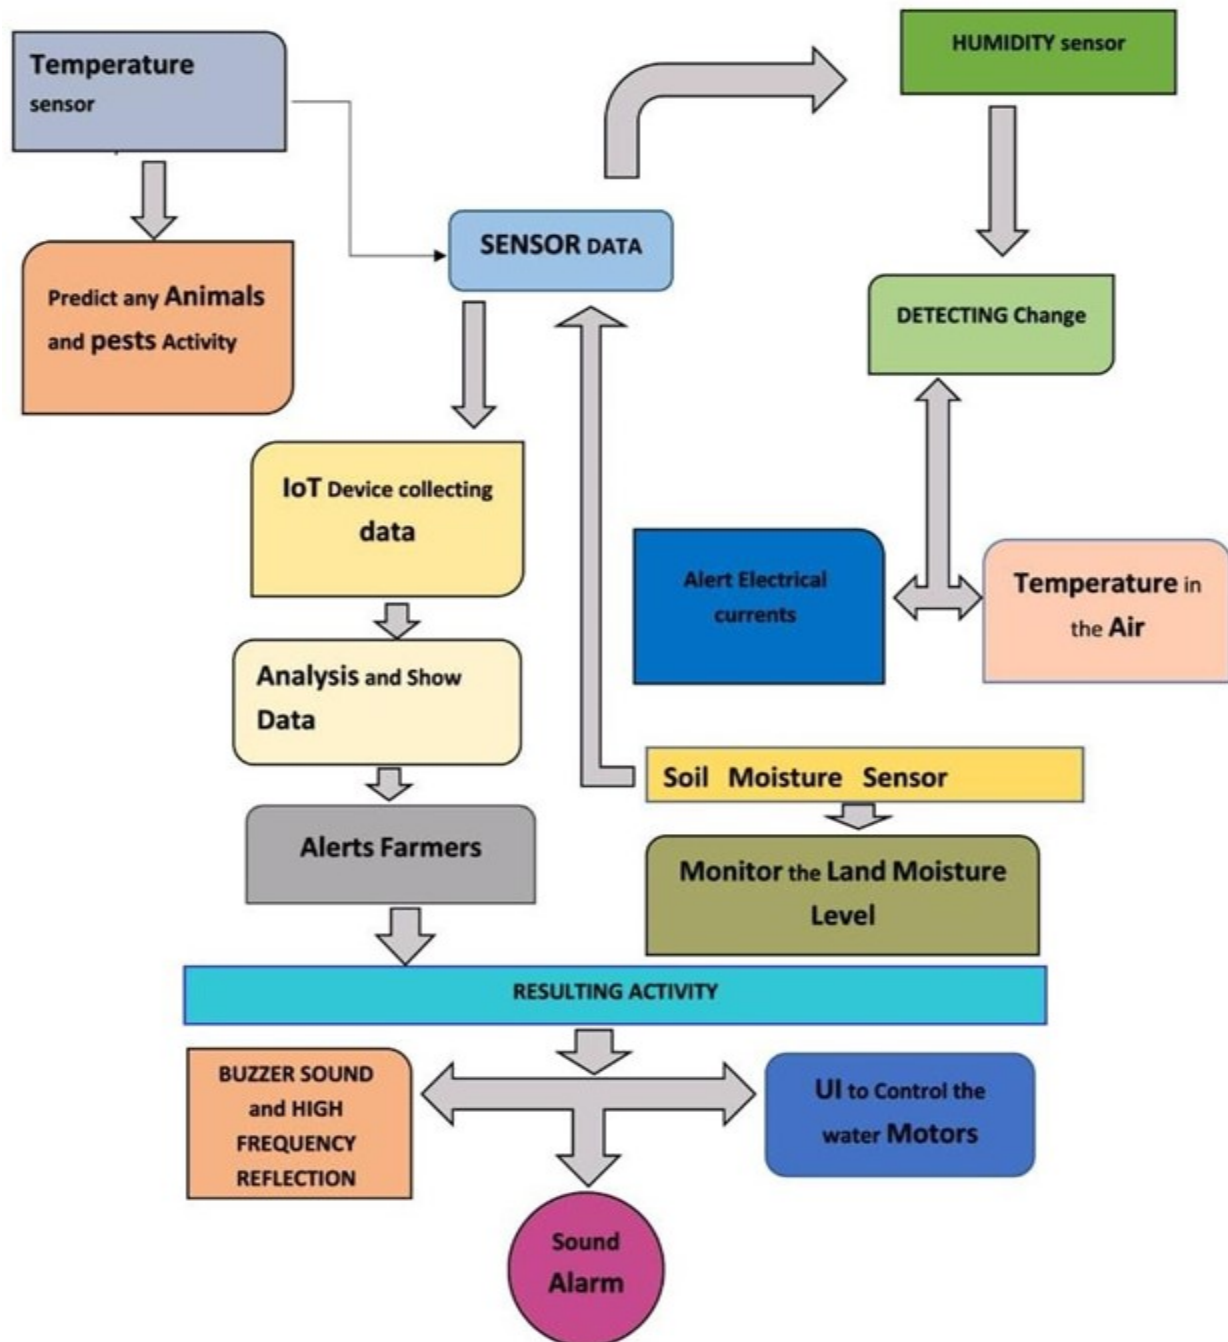 Temperature
sensor
HUMIDITY sensor
SENSOR DATA
Predict any Animals
and pests Activity
DETECTING Change
IoT Device collecting
data
Alert Electrical
currents
Temperature in
the Air
Analysis and Show
Data
Soil Moisture Sensor
Alerts Farmers
Monitor the Land Moisture
Level
RESULTING ACTIVITY
BUZZER SOUND
and HIGH
FREQUENCY
REFLECTION
UI to Control the
water Motors
Sound
Alarm